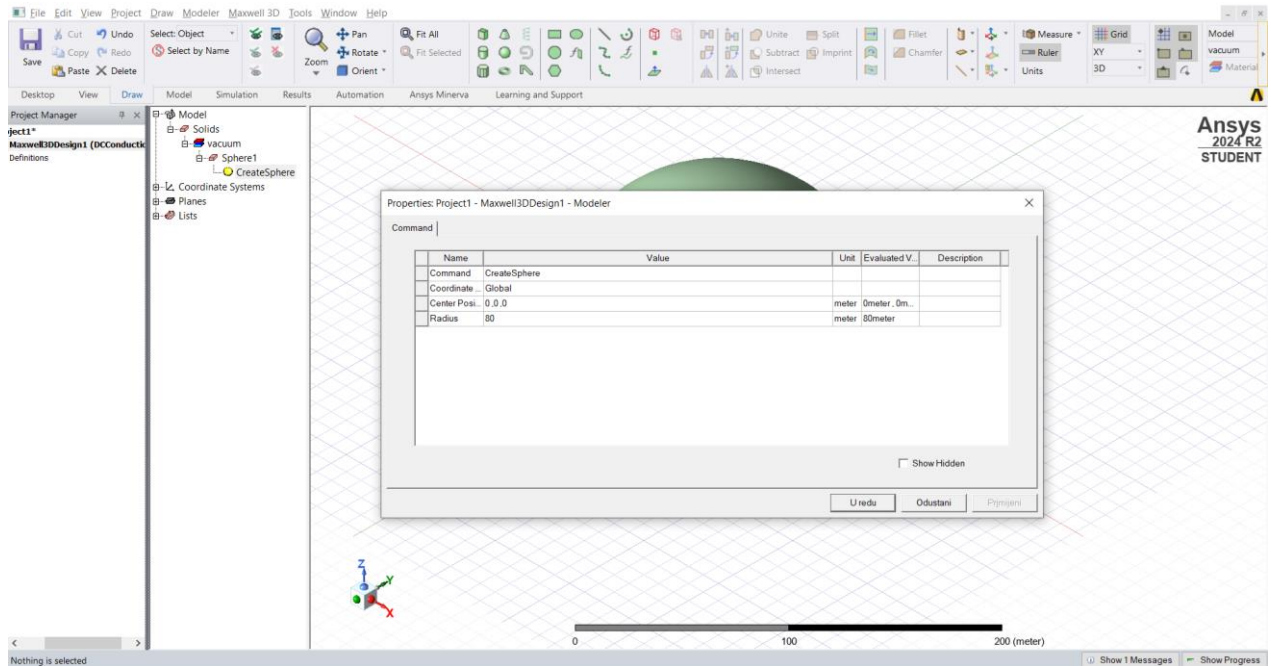 File Edit View Project Draw Modeler Maxwell 3D Tools Window Help
Save
Cut
Copy
Paste
Undo
Redo
Delete
Select: Object
Select by Name
Zoom
Pan
Rotate
Orient
Fit All
Fit Selected
Unite
Subtract
Intersect
Split
Imprint
Fillet
Chamfer
Measure
Ruler
Units
Grid
XY
3D
Model
vacuum
Material
Desktop View Draw Model Simulation Results Automation Ansys Minerva Learning and Support
Project Manager
ject1*
Maxwell3DDesign1 (DCConductic
Definitions
Model
Solids
vacuum
Sphere1
CreateSphere
Coordinate Systems
Planes
Lists
Ansys
2024 R2
STUDENT
Properties: Project1 - Maxwell3DDesign1 - Modeler
Command
Name Value Unit Evaluated V... Description
Command CreateSphere
Coordinate ... Global
Center Posi... 0 ,0 ,0 meter 0meter , 0m...
Radius 80 meter 80meter
Show Hidden
U redu Odustani Primijeni
Z
Y
X
0 100 200 (meter)
Nothing is selected
Show 1 Messages Show Progress